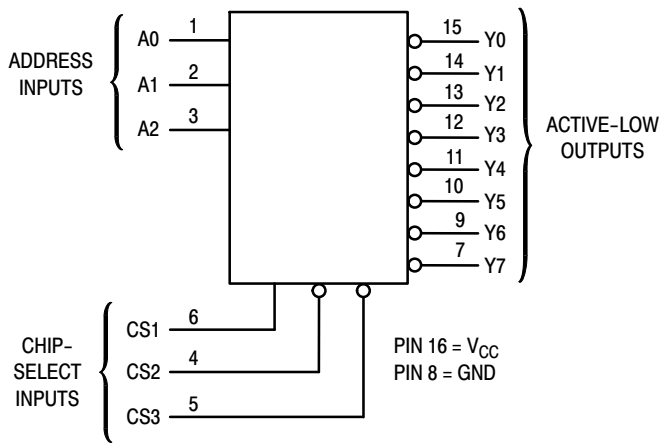 ADDRESS
INPUTS
A0 1
A1 2
A2 3
15 Y0
14 Y1
13 Y2
12 Y3
11 Y4
10 Y5
9 Y6
7 Y7
ACTIVE-LOW
OUTPUTS
CHIP-
SELECT
INPUTS
CS1 6
CS2 4
CS3 5
PIN 16 = VCC
PIN 8 = GND